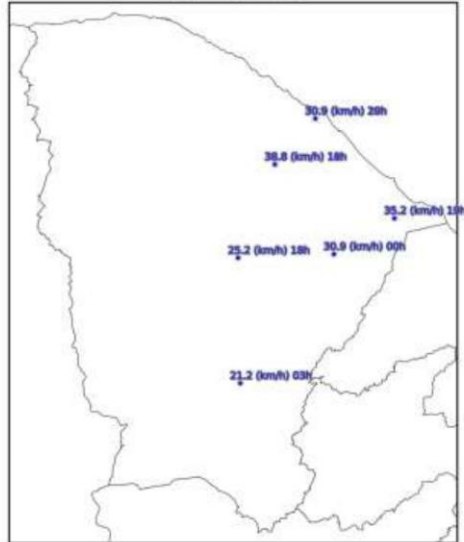 30.9 (km/h) 20h
38.8 (km/h) 18h
35.2 (km/h) 19h
30.9 (km/h) 00h
25.2 (km/h) 18h
21.2 (km/h) 03h